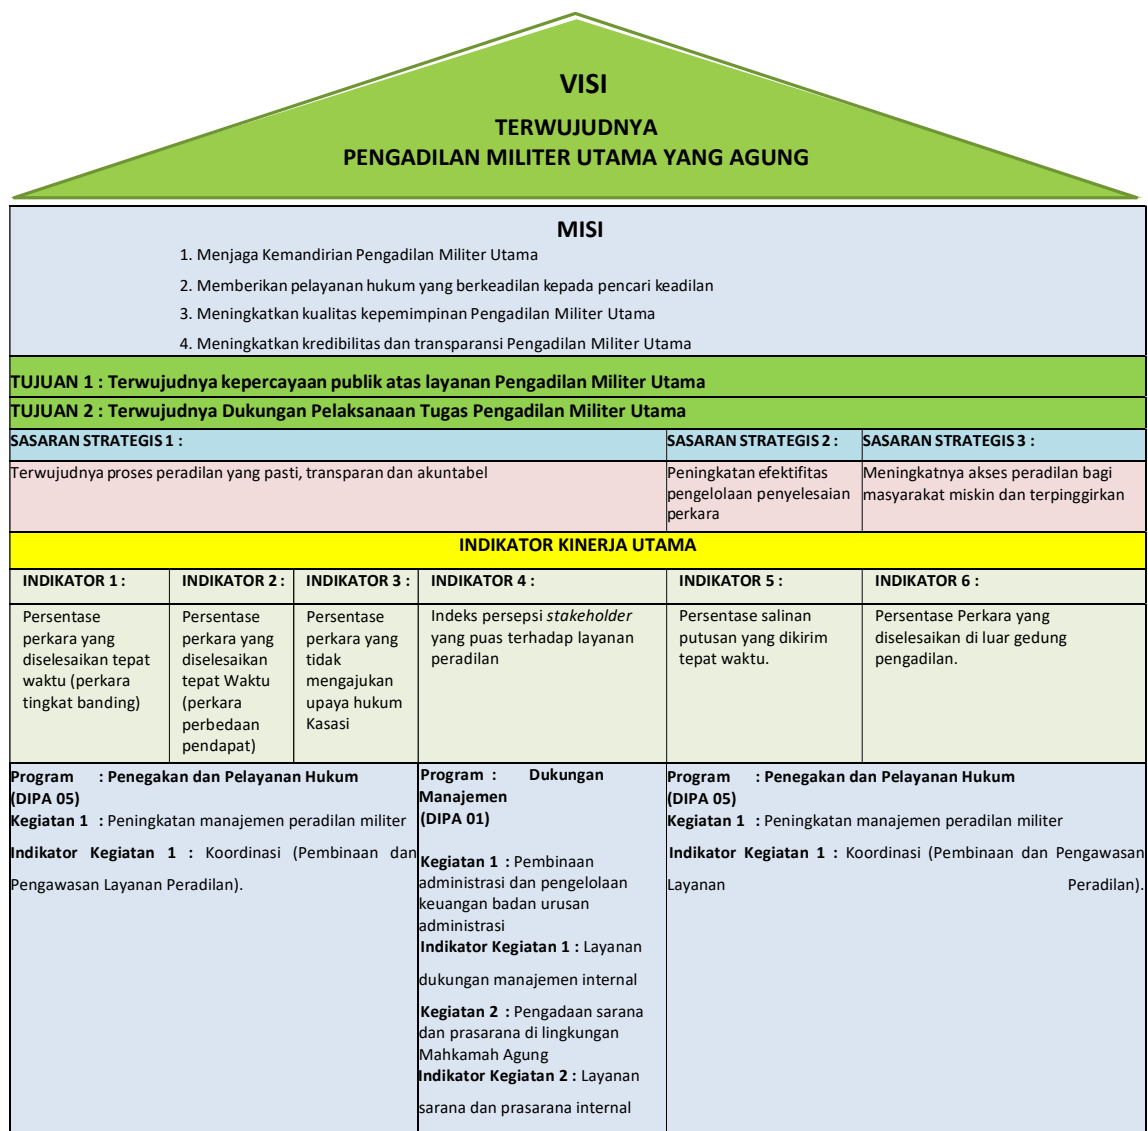 VISI
TERWUJUDNYA
PENGADILAN MILITER UTAMA YANG AGUNG
MISI
1. Menjaga Kemandirian Pengadilan Militer Utama
2. Memberikan pelayanan hukum yang berkeadilan kepada pencari keadilan
3. Meningkatkan kualitas kepemimpinan Pengadilan Militer Utama
4. Meningkatkan kredibilitas dan transparansi Pengadilan Militer Utama
TUJUAN 1 : Terwujudnya kepercayaan publik atas layanan Pengadilan Militer Utama
TUJUAN 2 : Terwujudnya Dukungan Pelaksanaan Tugas Pengadilan Militer Utama
SASARAN STRATEGIS 1 :
Terwujudnya proses peradilan yang pasti, transparan dan akuntabel
SASARAN STRATEGIS 2 :
Peningkatan efektifitas
pengelolaan penyelesaian
perkara
SASARAN STRATEGIS 3 :
Meningkatnya akses peradilan bagi
masyarakat miskin dan terpinggirkan
INDIKATOR KINERJA UTAMA
INDIKATOR 1 :
Persentase
perkara yang
diselesaikan tepat
waktu (perkara
tingkat banding)
INDIKATOR 2 :
Persentase
perkara yang
diselesaikan
tepat Waktu
(perkara
perbedaan
pendapat)
INDIKATOR 3 :
Persentase
perkara yang
tidak
mengajukan
upaya hukum
Kasasi
INDIKATOR 4 :
Indeks persepsi stakeholder
yang puas terhadap layanan
peradilan
INDIKATOR 5 :
Persentase salinan
putusan yang dikirim
tepat waktu.
INDIKATOR 6 :
Persentase Perkara yang
diselesaikan di luar gedung
pengadilan.
Program : Penegakan dan Pelayanan Hukum
(DIPA 05)
Kegiatan 1 : Peningkatan manajemen peradilan militer
Indikator Kegiatan 1 : Koordinasi (Pembinaan dan
Pengawasan Layanan Peradilan).
Program : Dukungan
Manajemen
(DIPA 01)
Kegiatan 1 : Pembinaan
administrasi dan pengelolaan
keuangan badan urusan
administrasi
Indikator Kegiatan 1 : Layanan
dukungan manajemen internal
Kegiatan 2 : Pengadaan sarana
dan prasarana di lingkungan
Mahkamah Agung
Indikator Kegiatan 2 : Layanan
sarana dan prasarana internal
Program : Penegakan dan Pelayanan Hukum
(DIPA 05)
Kegiatan 1 : Peningkatan manajemen peradilan militer
Indikator Kegiatan 1 : Koordinasi (Pembinaan dan Pengawasan
Layanan Peradilan).